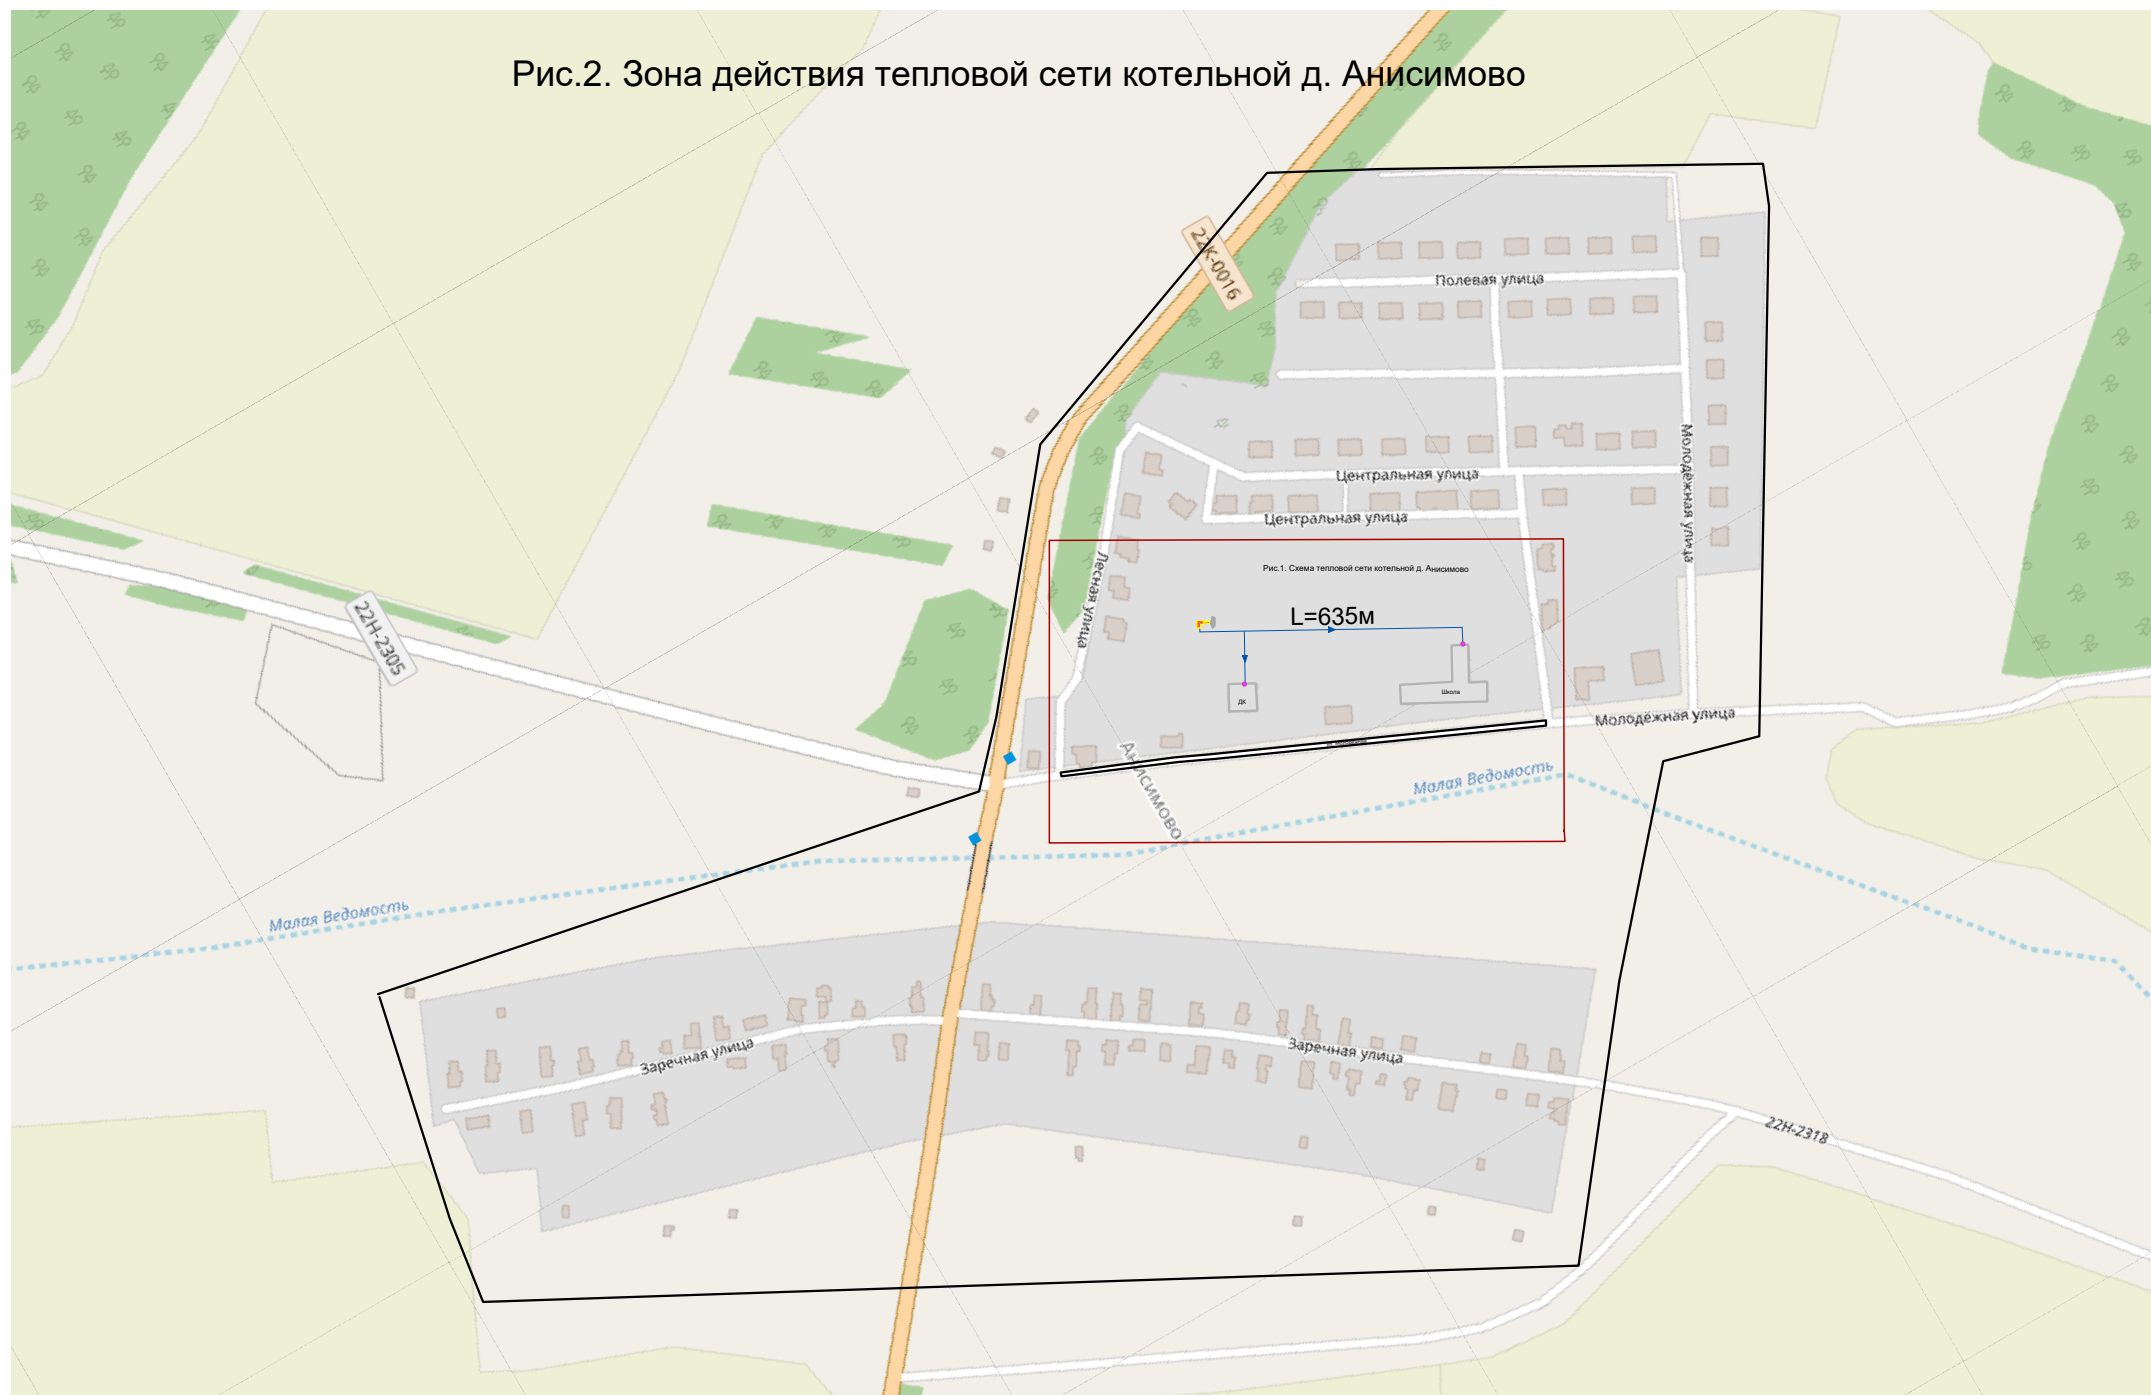 Рис.2. Зона действия тепловой сети котельной д. Анисимово
22К-0016
Полевая улица
Центральная улица
Молодёжная улица
Центральная улица
Лесная улица
Рис.1. Схема тепловой сети котельной д. Анисимово
L=635м
22Н-2305
ДК
Школа
Молодёжная улица
Анисимово
Малая Ведомость
Малая Ведомость
Заречная улица
Заречная улица
22Н-2318